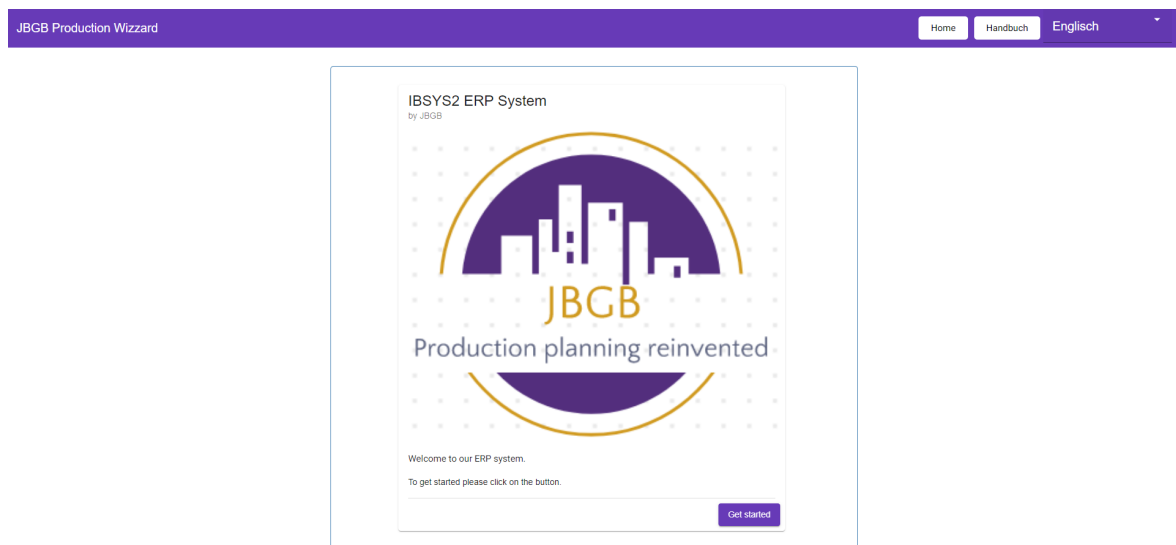 JBGB Production Wizzard
Home
Handbuch
Englisch
IBSYS2 ERP System
by JBGB
JBGB
Production planning reinvented
Welcome to our ERP system.
To get started please click on the button.
Get started